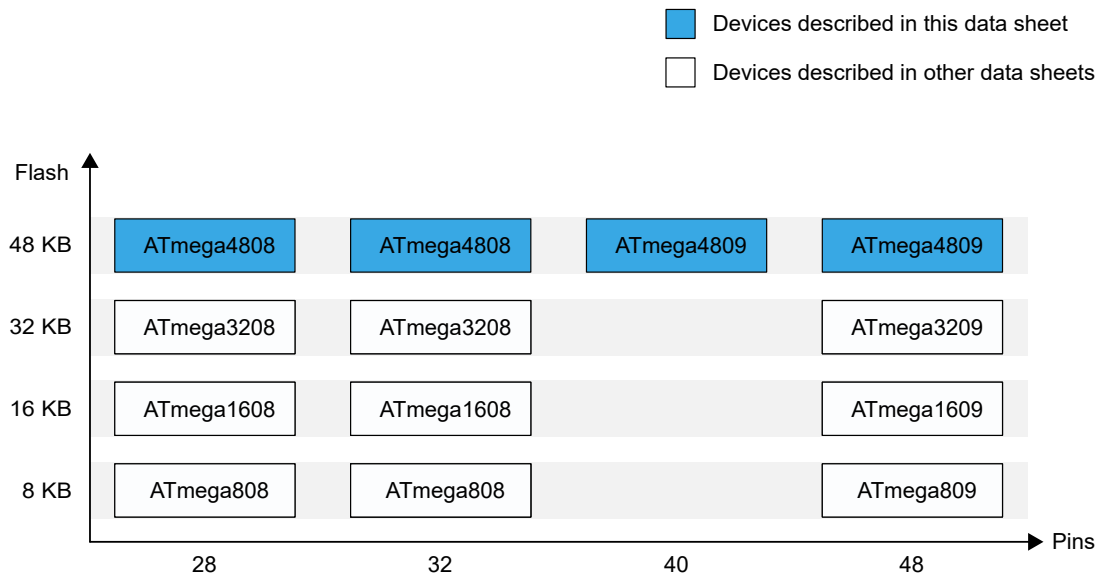 Devices described in this data sheet
Devices described in other data sheets
Flash
48 KB ATmega4808 ATmega4808 ATmega4809 ATmega4809
32 KB ATmega3208 ATmega3208 ATmega3209
16 KB ATmega1608 ATmega1608 ATmega1609
8 KB ATmega808 ATmega808 ATmega809
Pins
28 32 40 48